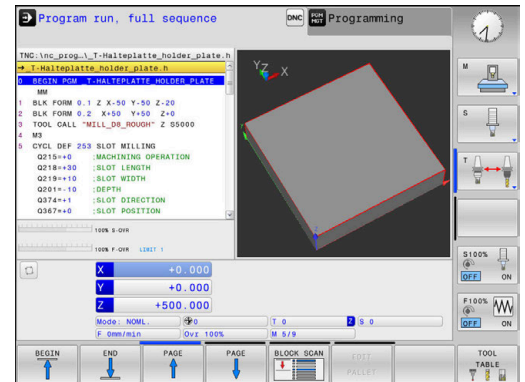 Program run, full sequence
DNC
PGM
MGT
Programming
TNC:\nc_prog…\_T-Halteplatte_holder_plate.h
→_T-Halteplatte_holder_plate.h
0 BEGIN PGM _T-HALTEPLATTE_HOLDER_PLATE
MM
1 BLK FORM 0.1 Z X-50 Y-50 Z-20
2 BLK FORM 0.2 X+50 Y+50 Z+0
3 TOOL CALL "MILL_D8_ROUGH" Z S5000
4 M3
5 CYCL DEF 253 SLOT MILLING
Q215=+0 ;MACHINING OPERATION
Q218=+30 ;SLOT LENGTH
Q219=+10 ;SLOT WIDTH
Q201=-10 ;DEPTH
Q374=+1 ;SLOT DIRECTION
Q367=+0 ;SLOT POSITION
YZ X
100% S-OVR
100% F-OVR LIMIT 1
X +0.000
Y +0.000
Z +500.000
Mode: NOML. 0 T 0 Z S 0
F 0mm/min Ovr 100% M 5/9
M
S
T
S100%
OFF ON
F100%
OFF ON
BEGIN
END
PAGE
PAGE
BLOCK SCAN
EDIT
PALLET
TOOL
TABLE